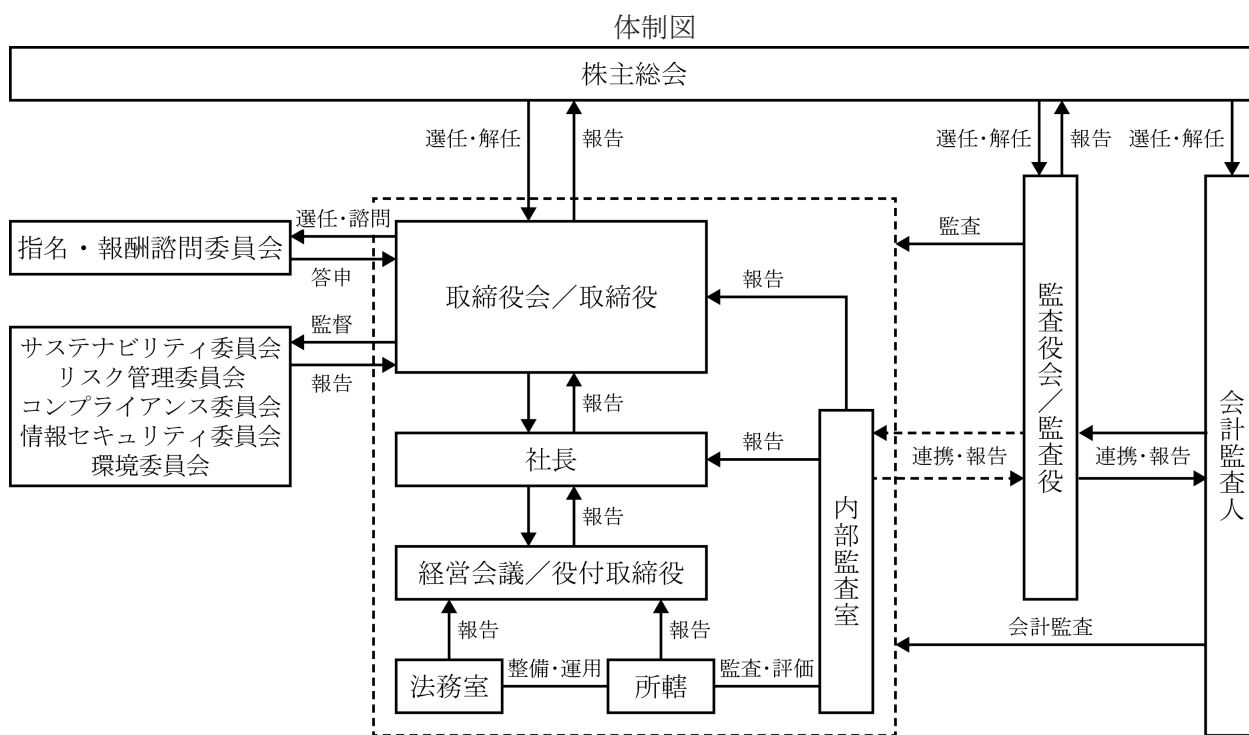 体制図
株主総会
選任・解任
報告
選任・解任
報告
選任・解任
選任・諮問
指名・報酬諮問委員会
答申
取締役会／取締役
監査
報告
監督
報告
サステナビリティ委員会
リスク管理委員会
コンプライアンス委員会
情報セキュリティ委員会
環境委員会
報告
社長
報告
監査役会／監査役
連携・報告
連携・報告
会計監査人
報告
内部監査室
経営会議／役付取締役
報告
報告
会計監査
法務室
整備・運用
所轄
監査・評価